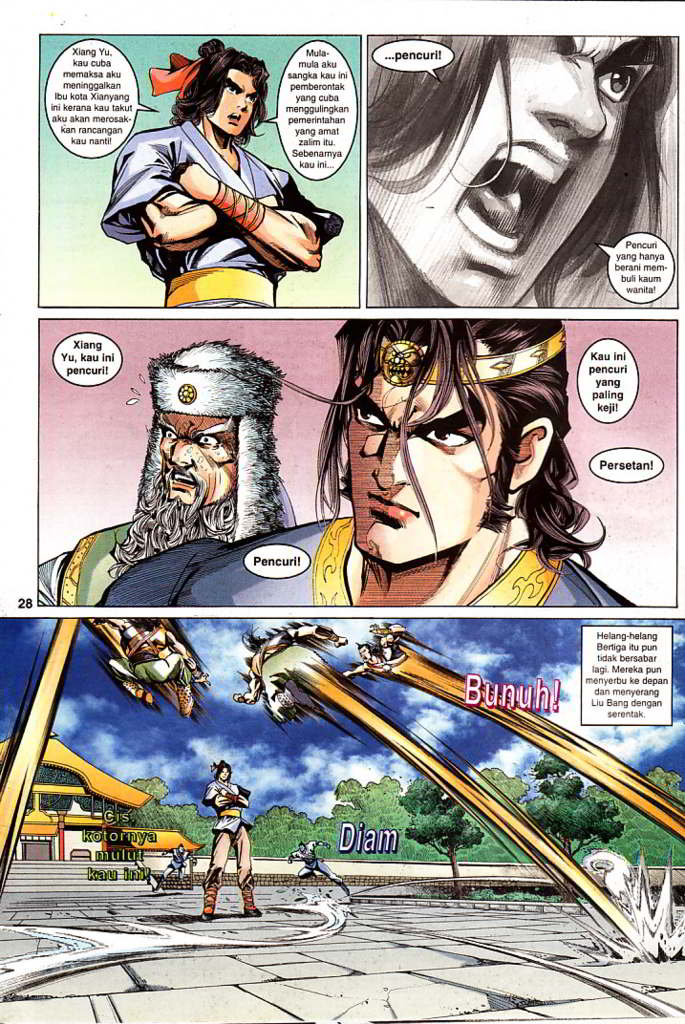 Xiang Yu,
kau cuba
memaksa aku
meninggalkan
Ibu kota Xianyang
ini kerana kau takut
aku akan merosak-
kan rancangan
kau nanti!
Mula-
mula aku
sangka kau ini
pemberontak
yang cuba
menggulingkan
pemerintahan
yang amat
zalim itu.
Sebenarnya
kau ini...
...pencuri!
Pencuri
yang hanya
berani mem-
buli kaum
wanita!
Xiang
Yu, kau ini
pencuri!
Kau ini
pencuri
yang
paling
keji!
Persetan!
Pencuri!
28
Helang-helang
Bertiga itu pun
tidak bersabar
lagi. Mereka pun
menyerbu ke depan
dan menyerang
Liu Bang dengan
serentak.
Bunuh!
Cis,
kotornya
mulut
kau ini!
Diam